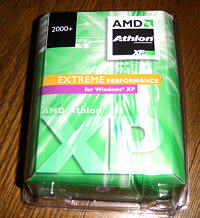 2000+
AMD
Athlon
XP
EXTREME PERFORMANCE
for Windows® XP
AMD Athlon
XP